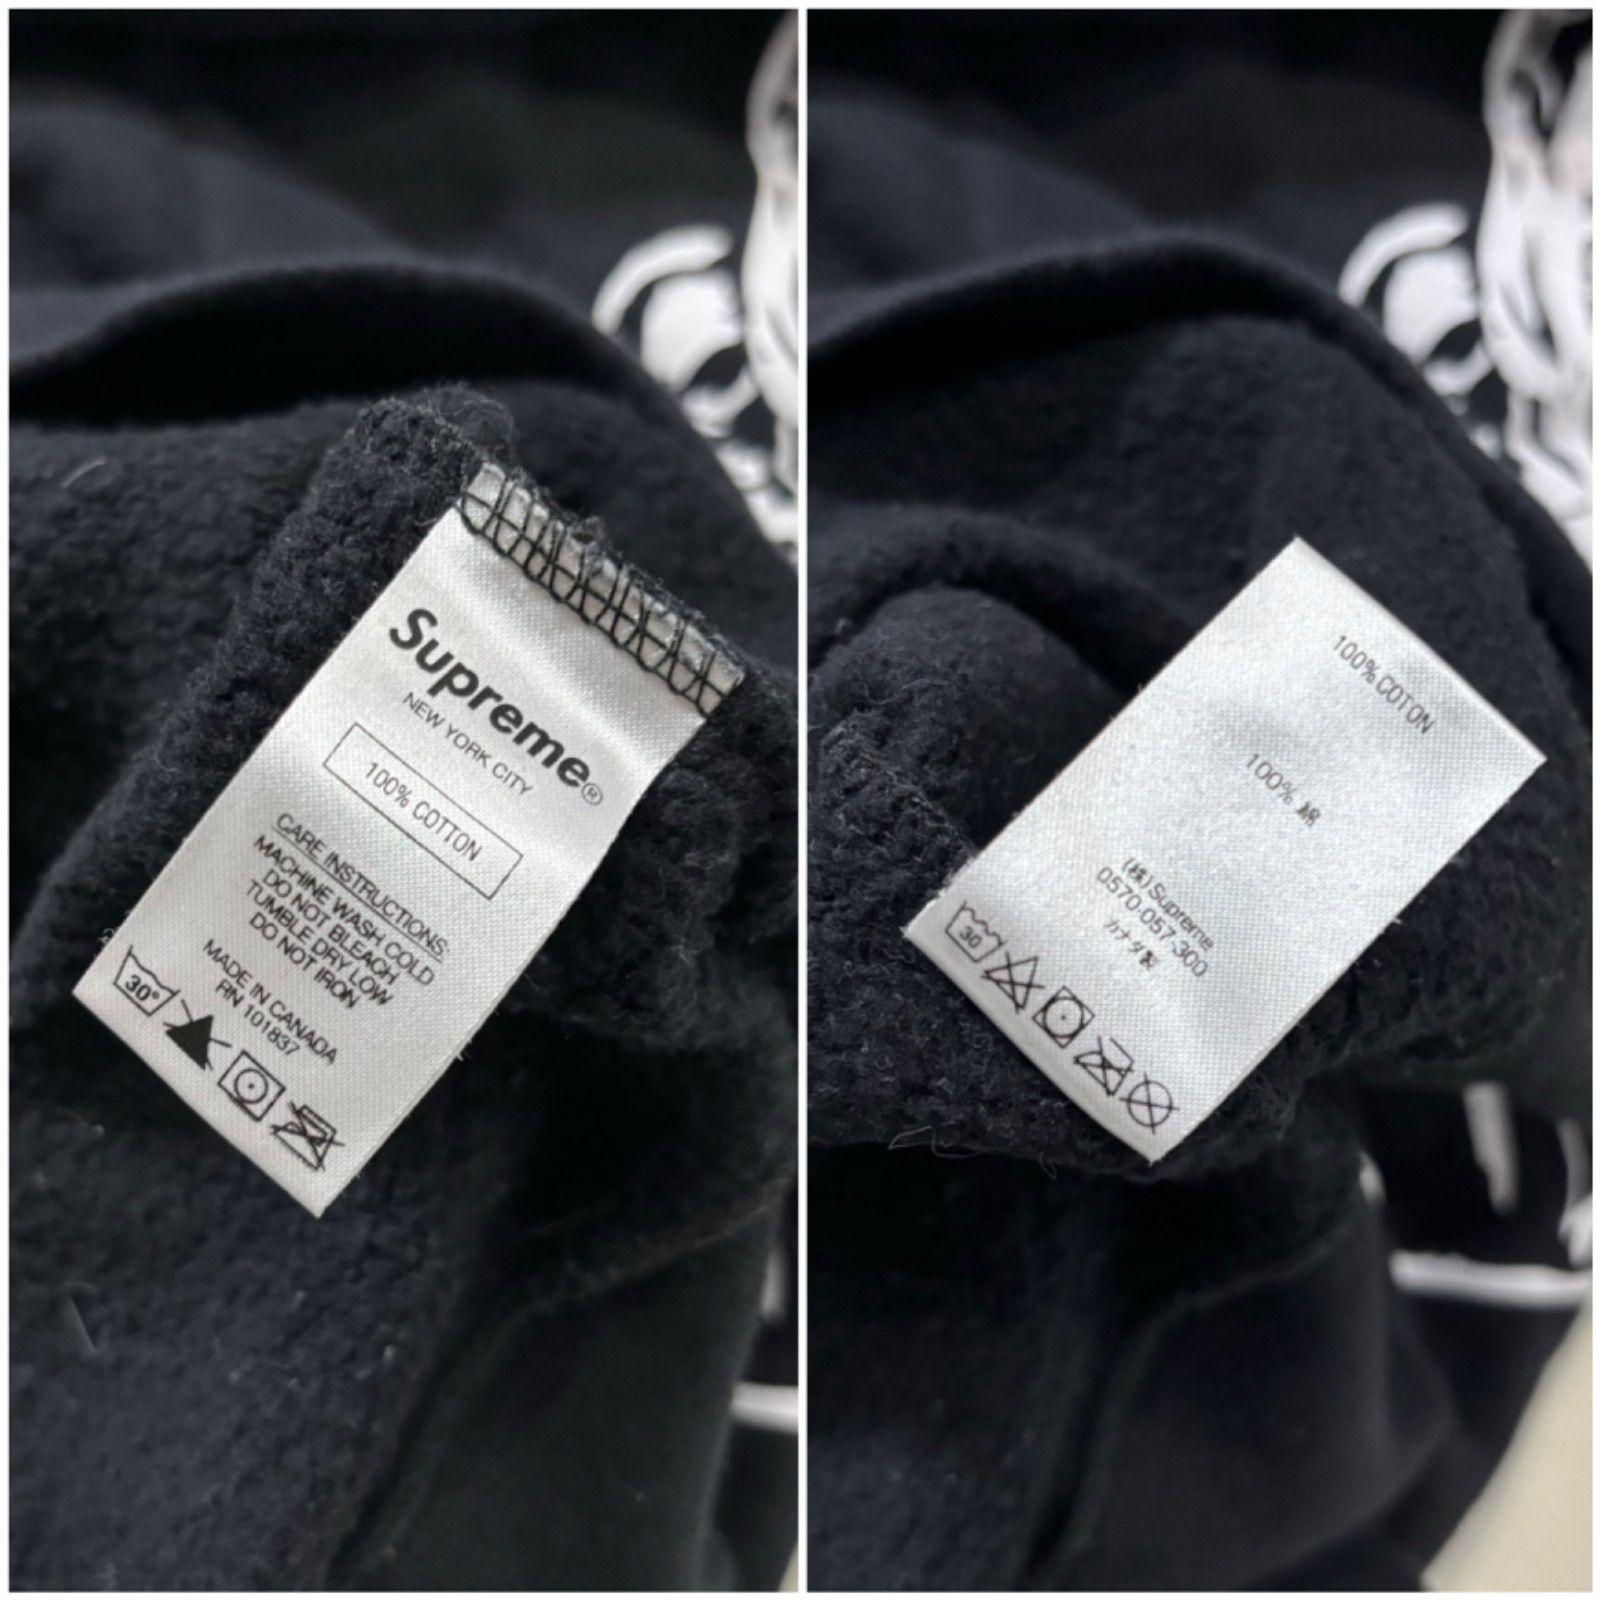 Supreme®
NEW YORK CITY
100% COTTON
CARE INSTRUCTIONS:
MACHINE WASH COLD
DO NOT BLEACH
TUMBLE DRY LOW
DO NOT IRON
MADE IN CANADA
RN 101837
30°
100% COTTON
100% 綿
(株)Supreme
0570-057-300
カナダ製
30